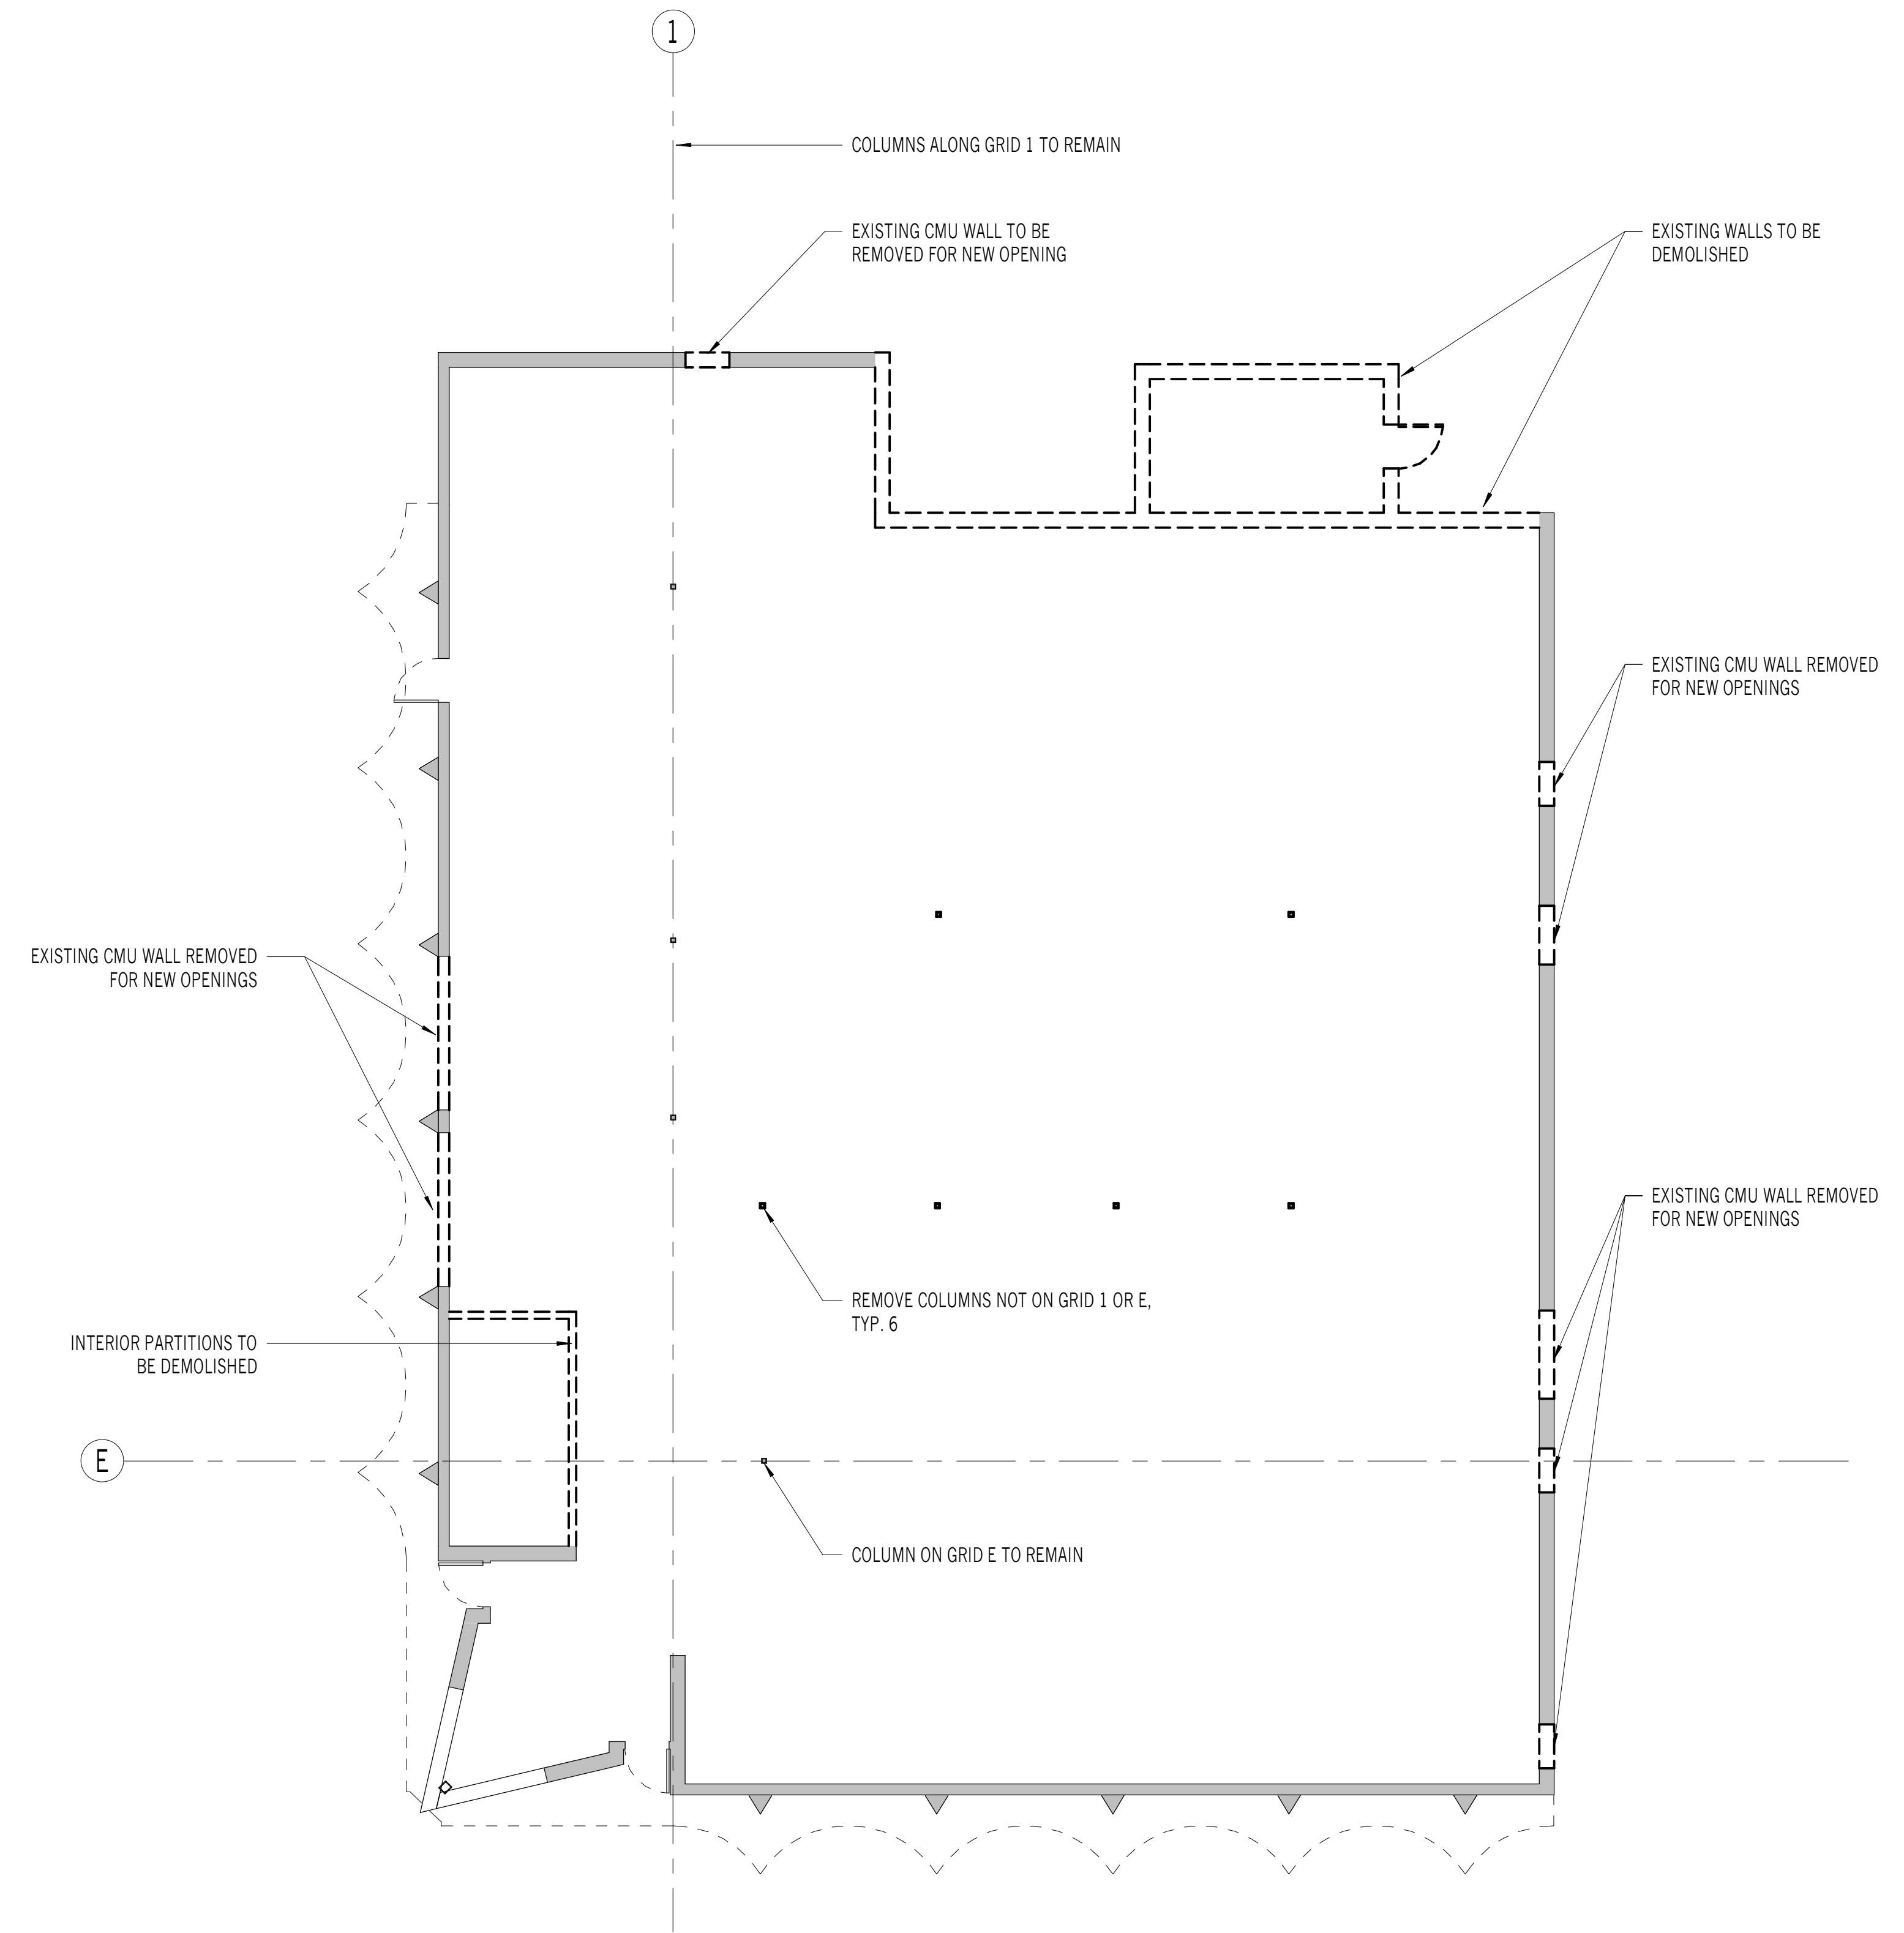 1
COLUMNS ALONG GRID 1 TO REMAIN
EXISTING CMU WALL TO BE
REMOVED FOR NEW OPENING
EXISTING WALLS TO BE
DEMOLISHED
EXISTING CMU WALL REMOVED
FOR NEW OPENINGS
EXISTING CMU WALL REMOVED
FOR NEW OPENINGS
EXISTING CMU WALL REMOVED
FOR NEW OPENINGS
REMOVE COLUMNS NOT ON GRID 1 OR E,
TYP. 6
INTERIOR PARTITIONS TO
BE DEMOLISHED
E
COLUMN ON GRID E TO REMAIN